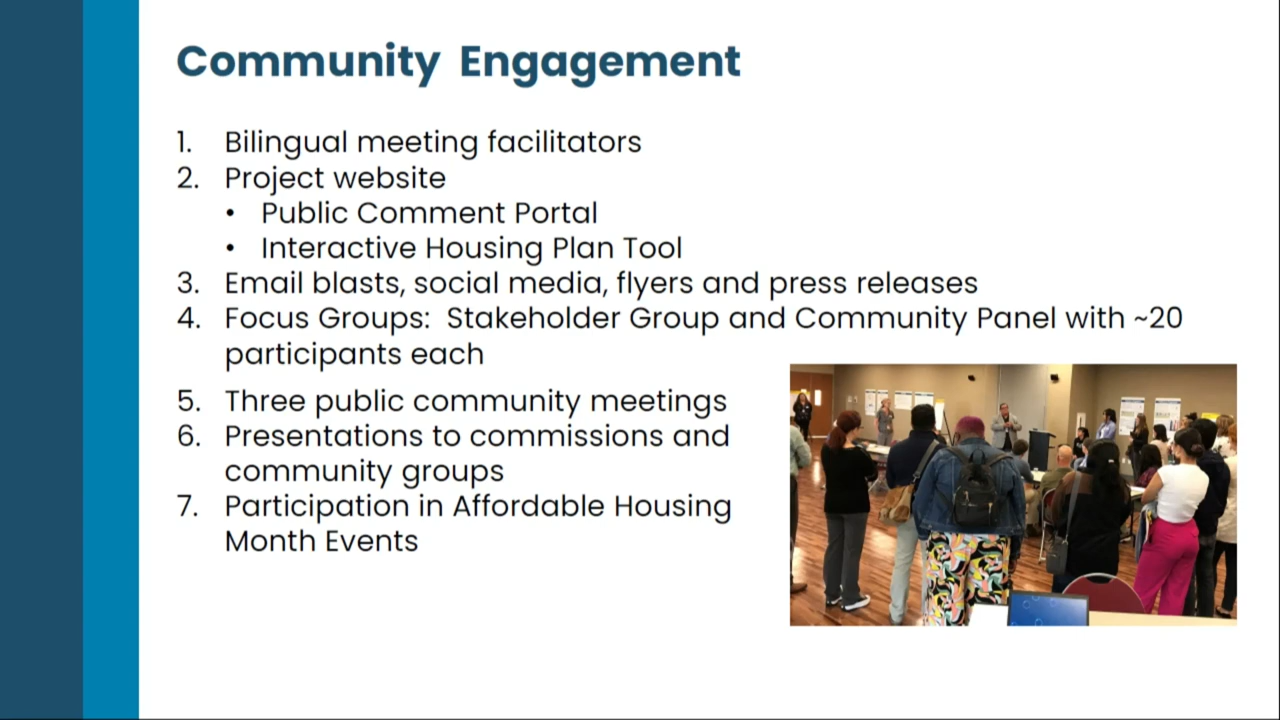 Community Engagement
1. Bilingual meeting facilitators
2. Project website
• Public Comment Portal
• Interactive Housing Plan Tool
3. Email blasts, social media, flyers and press releases
4. Focus Groups: Stakeholder Group and Community Panel with ~20
participants each
5. Three public community meetings
6. Presentations to commissions and
community groups
7. Participation in Affordable Housing
Month Events